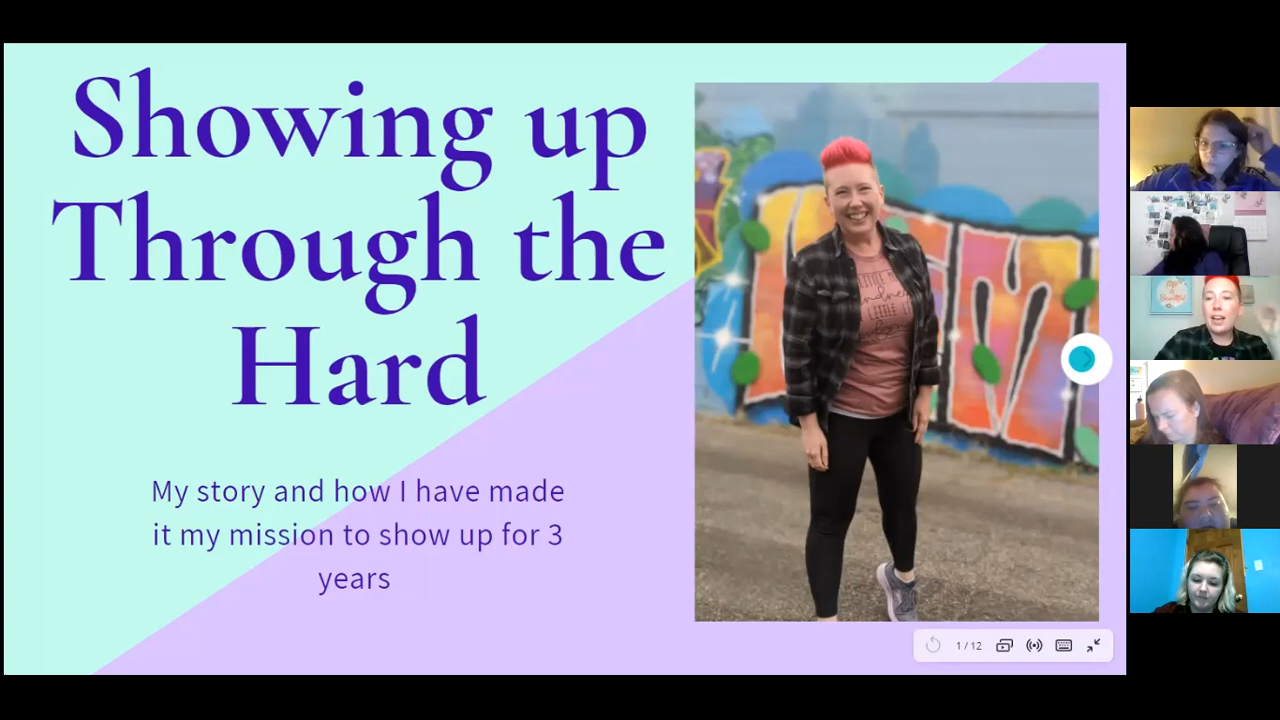 Showing up
Through the
Hard
My story and how I have made
it my mission to show up for 3
years
1 / 12